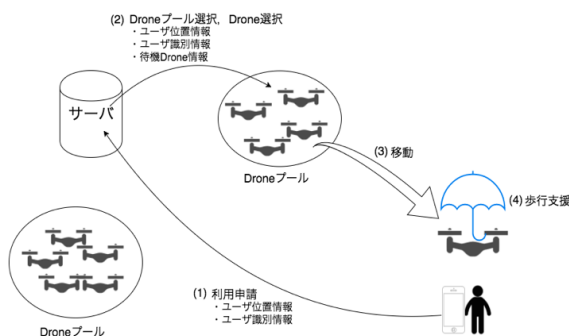 (2) Droneプール選択，Drone選択
・ユーザ位置情報
・ユーザ識別情報
・待機Drone情報
サーバ
(3) 移動
Droneプール
(4) 歩行支援
(1) 利用申請
・ユーザ位置情報
・ユーザ識別情報
Droneプール